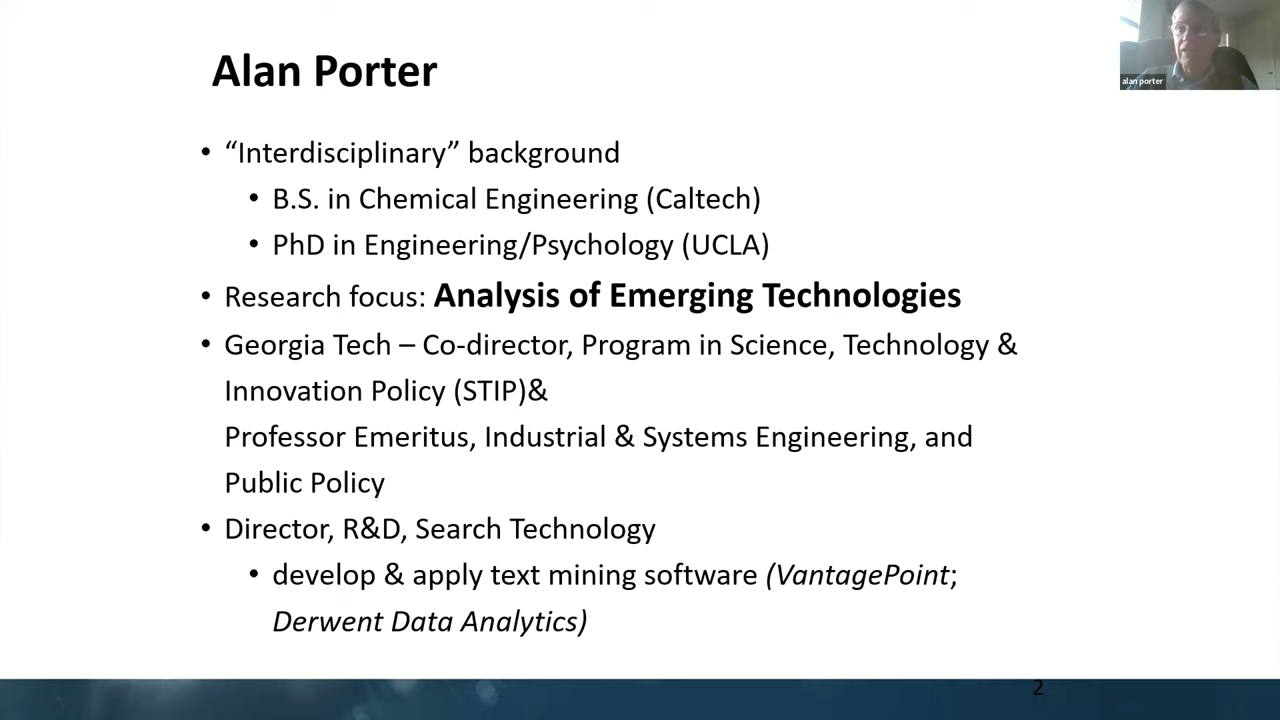 Alan Porter
alan porter
• “Interdisciplinary” background
• B.S. in Chemical Engineering (Caltech)
• PhD in Engineering/Psychology (UCLA)
• Research focus: Analysis of Emerging Technologies
• Georgia Tech – Co-director, Program in Science, Technology &
Innovation Policy (STIP)&
Professor Emeritus, Industrial & Systems Engineering, and
Public Policy
• Director, R&D, Search Technology
• develop & apply text mining software (VantagePoint;
Derwent Data Analytics)
2